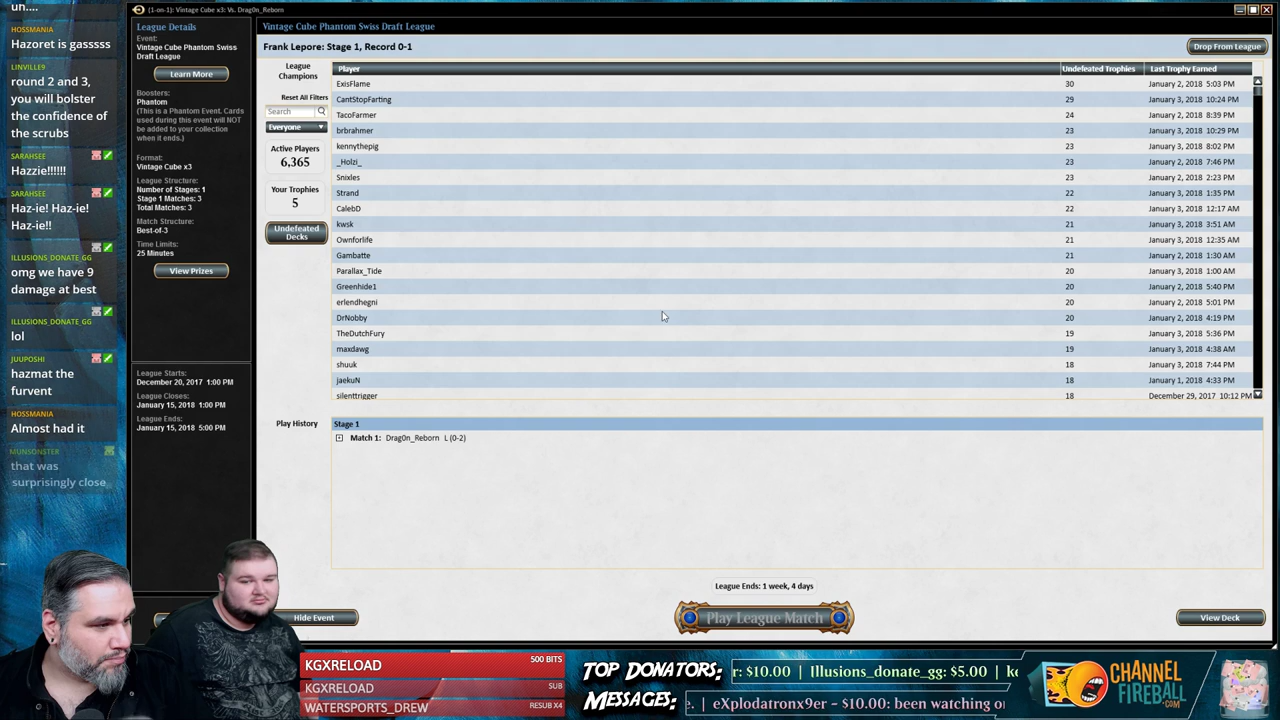 uh....
(1-on-1): Vintage Cube x3: Vs. Drag0n_Reborn
HOSSMANIA
Hazoret is gasssss
LINVILLE9
round 2 and 3,
you will bolster
the confidence of
the scrubs
SARAHSEE
Hazzie!!!!!!
SARAHSEE
Haz-ie! Haz-ie!
Haz-ie!!
ILLUSIONS_DONATE_GG
omg we have 9
damage at best
ILLUSIONS_DONATE_GG
lol
JUUPOSHI
hazmat the
furvent
HOSSMANIA
Almost had it
MUNSONSTER
that was
surprisingly close
League Details
Event:
Vintage Cube Phantom Swiss
Draft League
Learn More
Boosters:
Phantom
(This is a Phantom Event. Cards
used during this event will NOT
be added to your collection
when it ends.)
Format:
Vintage Cube x3
League Structure:
Number of Stages: 1
Stage 1 Matches: 3
Total Matches: 3
Match Structure:
Best-of-3
Time Limits:
25 Minutes
View Prizes
League Starts:
December 20, 2017 1:00 PM
League Closes:
January 15, 2018 1:00 PM
League Ends:
January 15, 2018 5:00 PM
Vintage Cube Phantom Swiss Draft League
Frank Lepore: Stage 1, Record 0-1
Drop From League
League
Champions
Reset All Filters
Search
Everyone
Active Players
6,365
Your Trophies
5
Undefeated
Decks
Player Undefeated Trophies Last Trophy Earned
ExisFlame 30 January 2, 2018 5:03 PM
CantStopFarting 29 January 3, 2018 10:24 PM
TacoFarmer 24 January 2, 2018 8:39 PM
brbrahmer 23 January 3, 2018 10:29 PM
kennythepig 23 January 3, 2018 8:02 PM
_Holzi_ 23 January 2, 2018 7:46 PM
Snixles 23 January 3, 2018 2:23 PM
Strand 22 January 3, 2018 1:35 PM
CalebD 22 January 3, 2018 12:17 AM
kwsk 21 January 3, 2018 3:51 AM
Ownforlife 21 January 3, 2018 12:35 AM
Gambatte 21 January 2, 2018 1:30 AM
Parallax_Tide 20 January 3, 2018 1:00 AM
Greenhide1 20 January 2, 2018 5:40 PM
erlendhegni 20 January 2, 2018 5:01 PM
DrNobby 20 January 2, 2018 4:19 PM
TheDutchFury 19 January 3, 2018 5:36 PM
maxdawg 19 January 3, 2018 4:38 AM
shuuk 18 January 3, 2018 7:44 PM
jaekuN 18 January 1, 2018 4:33 PM
silenttrigger 18 December 29, 2017 10:12 PM
Play History
Stage 1
Match 1: Drag0n_Reborn L (0-2)
League Ends: 1 week, 4 days
Hide Event
Play League Match
View Deck
KGXRELOAD 500 BITS
KGXRELOAD SUB
WATERSPORTS_DREW RESUB X4
TOP DONATORS: r: $10.00 | Illusions_donate_gg: $5.00 | ke
MESSAGES: e. | eXplodatronx9er ~ $10.00: been watching o
CHANNEL
FIREBALL
.COM